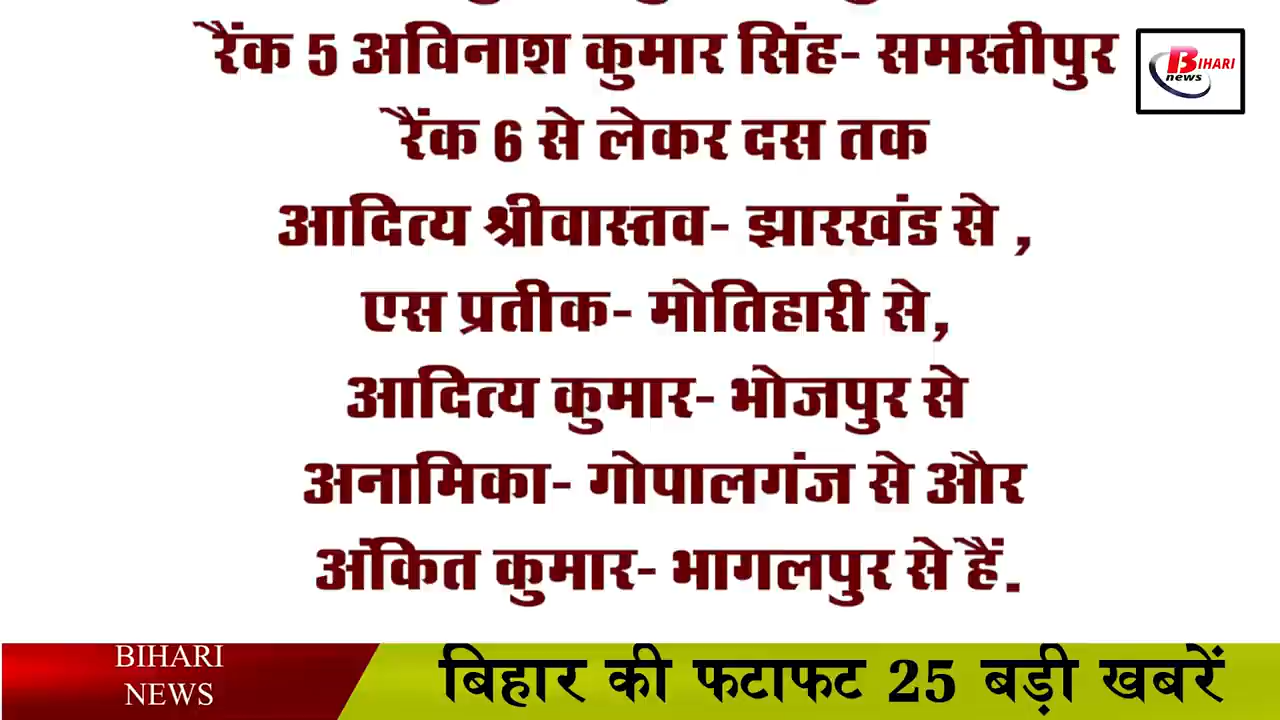 रैंक 5 अविनाश कुमार सिंह- समस्तीपुर
BIHARI
news
रैंक 6 से लेकर दस तक
आदित्य श्रीवास्तव- झारखंड से ,
एस प्रतीक- मोतिहारी से,
आदित्य कुमार- भोजपुर से
अनामिका- गोपालगंज से और
अंकित कुमार- भागलपुर से हैं.
BIHARI
NEWS
बिहार की फटाफट 25 बड़ी खबरें